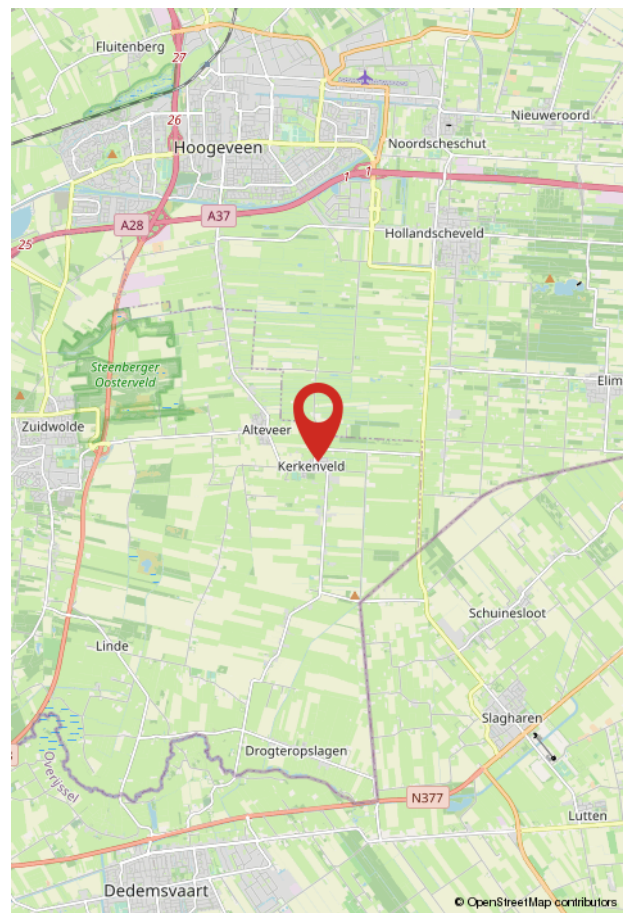 Fluitenberg
27
Nieuweroord
26
Hoogeveen
Noordscheschut
1
1
A28
A37
Hollandscheveld
25
Steenberger
Oosterveld
Elim
Zuidwolde
Alteveer
Kerkenveld
Schuinesloot
Linde
Slagharen
Drogteropslagen
Overijssel
N377
Lutten
Dedemsvaart
© OpenStreetMap contributors